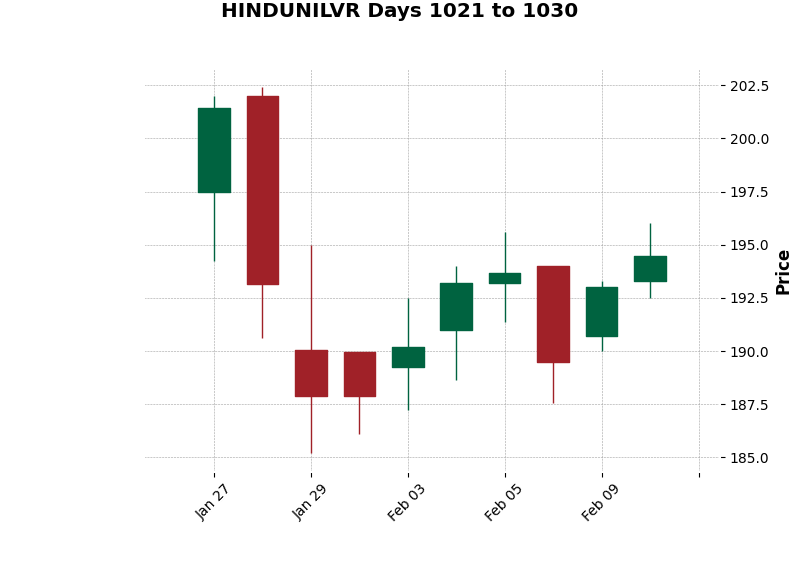 HINDUNILVR Days 1021 to 1030
202.5
200.0
197.5
195.0
192.5
190.0
187.5
185.0
Price
Jan 27
Jan 29
Feb 03
Feb 05
Feb 09